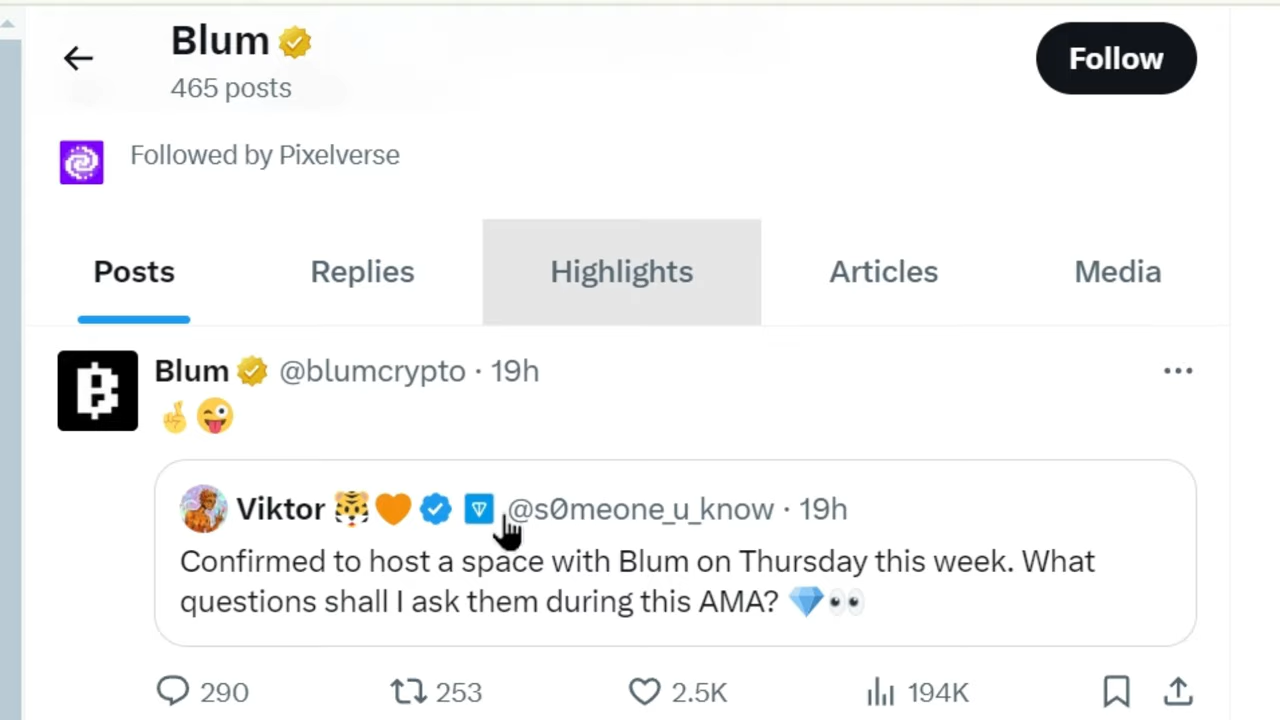 Blum
465 posts
Follow
Followed by Pixelverse
Posts Replies Highlights Articles Media
Blum @blumcrypto · 19h
🤞😜
Viktor 🐯🧡 @s0meone_u_know · 19h
Confirmed to host a space with Blum on Thursday this week. What
questions shall I ask them during this AMA? 💎👀
290 253 2.5K 194K